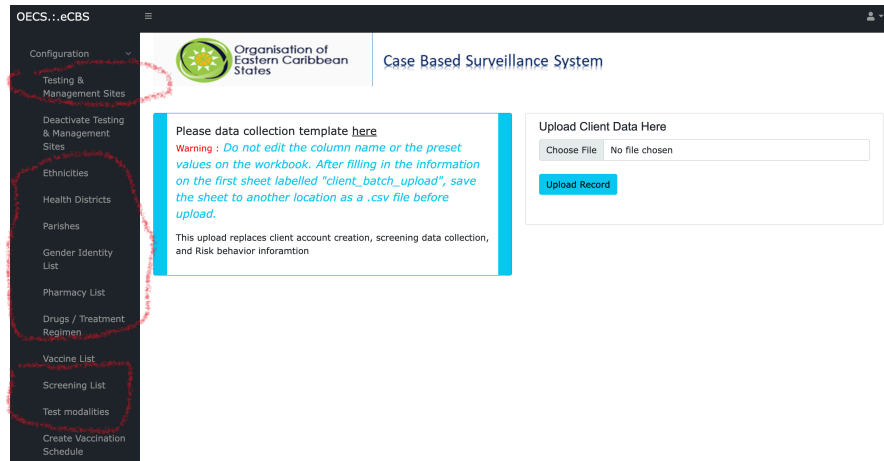 OECS.:.eCBS
Configuration
Testing &
Management Sites
Deactivate Testing
& Management
Sites
Ethnicities
Health Districts
Parishes
Gender Identity
List
Pharmacy List
Drugs / Treatment
Regimen
Vaccine List
Screening List
Test modalities
Create Vaccination
Schedule
Organisation of
Eastern Caribbean
States
Case Based Surveillance System
Please data collection template here
Warning : Do not edit the column name or the preset
values on the workbook. After filling in the information
on the first sheet labelled "client_batch_upload", save
the sheet to another location as a .csv file before
upload.
This upload replaces client account creation, screening data collection,
and Risk behavior inforamtion
Upload Client Data Here
Choose File No file chosen
Upload Record